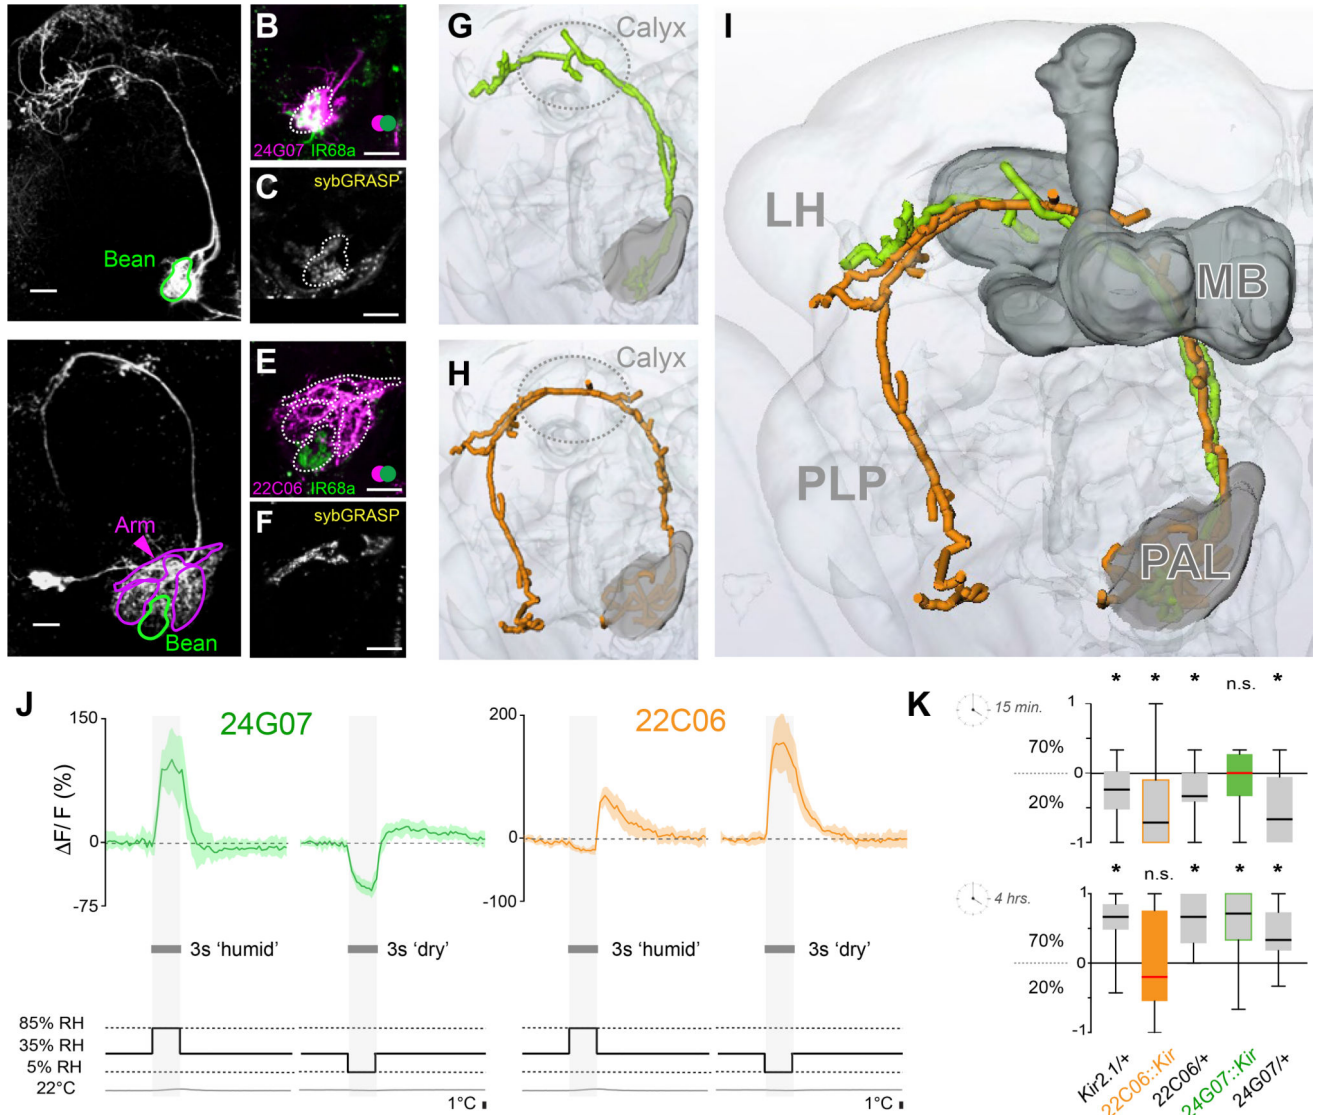 B
24G07 IR68a
C
sybGRASP
Bean
E
22C06 IR68a
F
sybGRASP
Arm
Bean
G
Calyx
H
Calyx
I
LH
MB
PLP
PAL
J
24G07
22C06
150
0
-75
ΔF/F (%)
200
0
-100
3s 'humid'
3s 'dry'
3s 'humid'
3s 'dry'
85% RH
35% RH
5% RH
22°C
1°C
1°C
K
* * * n.s. *
15 min.
1
70%
0
20%
-1
* n.s. * * *
4 hrs.
1
70%
0
20%
-1
Kir2.1/+
22C06::Kir
22C06/+
24G07::Kir
24G07/+